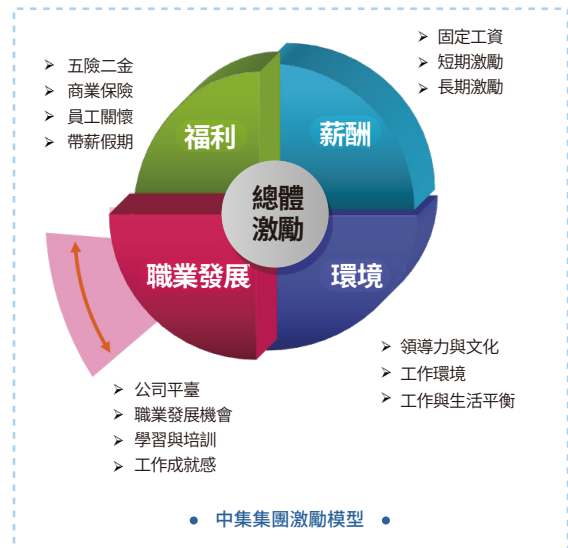 五險二金
商業保險
員工關懷
帶薪假期
固定工資
短期激勵
長期激勵
福利
薪酬
總體
激勵
職業發展
環境
公司平臺
職業發展機會
學習與培訓
工作成就感
領導力與文化
工作環境
工作與生活平衡
中集集團激勵模型